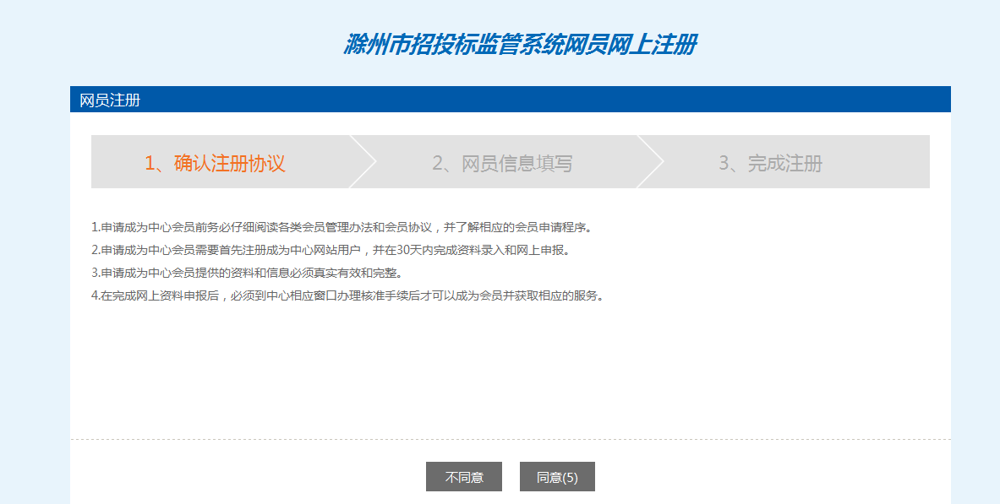 滁州市招投标监管系统网员网上注册
网员注册
1、确认注册协议
2、网员信息填写
3、完成注册
1.申请成为中心会员前务必仔细阅读各类会员管理办法和会员协议，并了解相应的会员申请程序。
2.申请成为中心会员需要首先注册成为中心网站用户，并在30天内完成资料录入和网上申报。
3.申请成为中心会员提供的资料和信息必须真实有效和完整。
4.在完成网上资料申报后，必须到中心相应窗口办理核准手续后才可以成为会员并获取相应的服务。
不同意
同意(5)